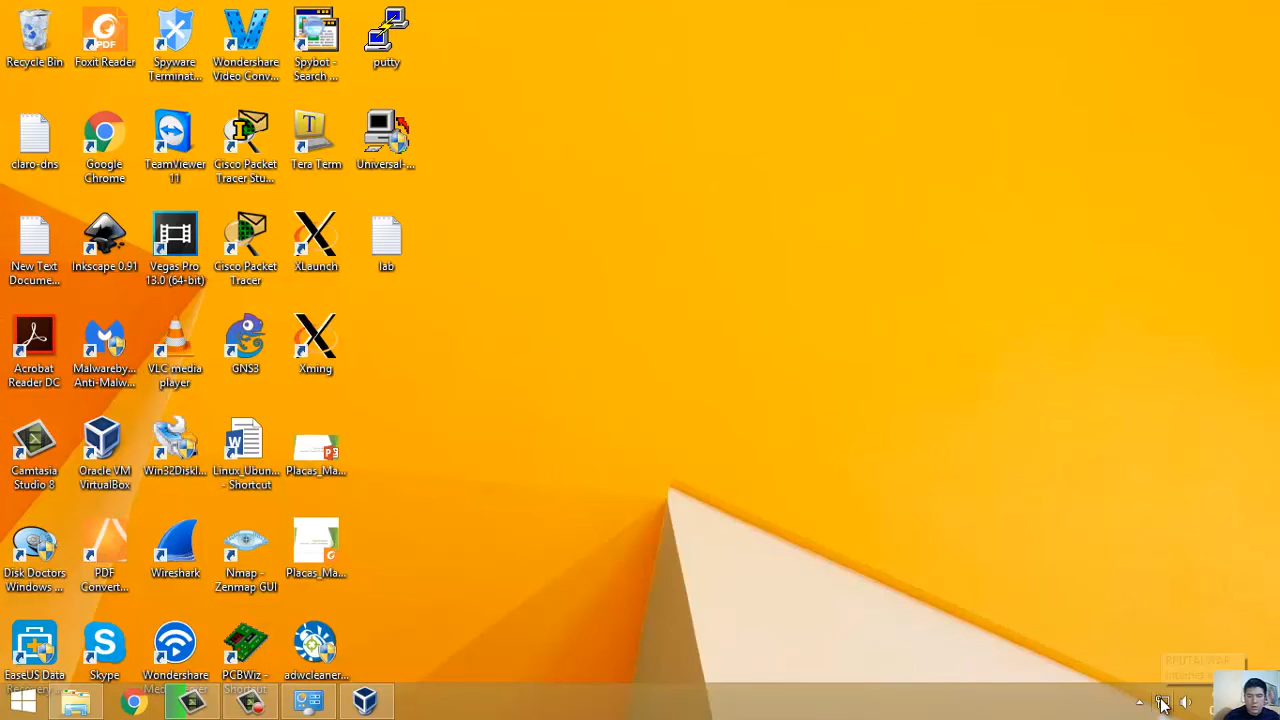 Recycle Bin
Foxit Reader
Spyware
Terminat...
Wondershare
Video Conv...
Spybot -
Search ...
putty
claro-dns
Google
Chrome
TeamViewer
11
Cisco Packet
Tracer Stu...
Tera Term
Universal-...
New Text
Docume...
Inkscape 0.91
Vegas Pro
13.0 (64-bit)
Cisco Packet
Tracer
XLaunch
lab
Acrobat
Reader DC
Malwareby...
Anti-Malw...
VLC media
player
GNS3
Xming
Camtasia
Studio 8
Oracle VM
VirtualBox
Win32DiskI...
Linux_Ubun...
- Shortcut
Placas_Ma...
Disk Doctors
Windows ...
PDF
Convert...
Wireshark
Nmap -
Zenmap GUI
Placas_Ma...
EaseUS Data
Skype
Wondershare
PCBWiz -
Shortcut
adwcleaner...